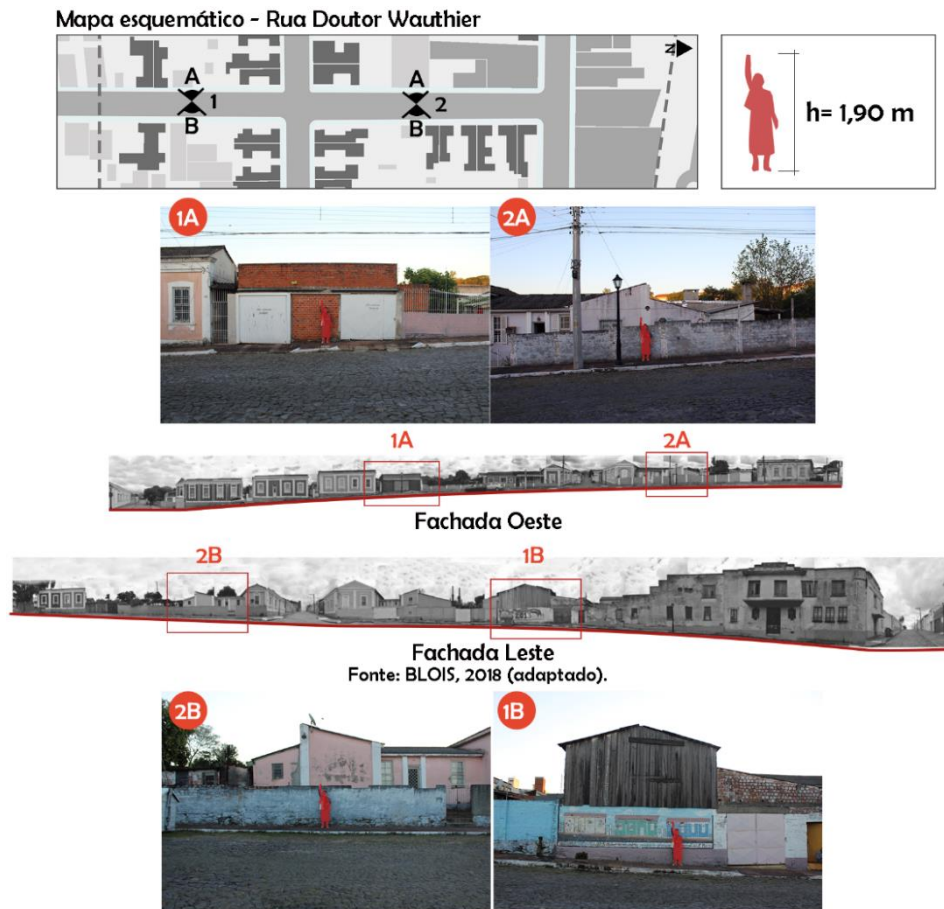 Mapa esquemático - Rua Doutor Wauthier
A
1
B
A
2
B
N
h= 1,90 m
1A
2A
1A
2A
Fachada Oeste
2B
1B
Fachada Leste
Fonte: BLOIS, 2018 (adaptado).
2B
1B